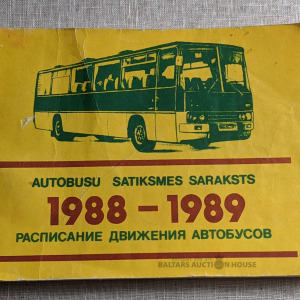 AUTOBUSU SATIKSMES SARAKSTS
1988 – 1989
РАСПИСАНИЕ ДВИЖЕНИЯ АВТОБУСОВ
BALTARS AUCTION HOUSE